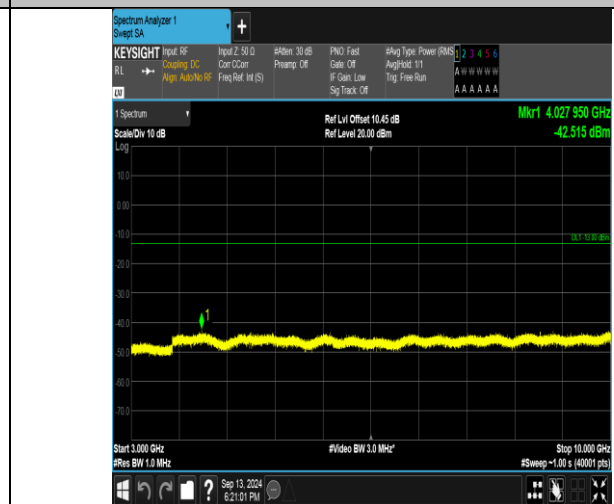 Spectrum Analyzer 1
Swept SA
+
KEYSIGHT
RL
LXI
Input: RF
Coupling: DC
Align: Auto/No RF
Input Z: 50 Ω
Corr CCorr
Freq Ref: Int (S)
#Atten: 30 dB
Preamp: Off
PNO: Fast
Gate: Off
IF Gain: Low
Sig Track: Off
#Avg Type: Power (RMS
Avg|Hold: 1/1
Trig: Free Run
1 2 3 4 5 6
A W W W W W
A A A A A A
1 Spectrum
Scale/Div 10 dB
Ref Lvl Offset 10.45 dB
Ref Level 20.00 dBm
Mkr1 4.027 950 GHz
-42.515 dBm
Log
10.0
0.00
-10.0
DL1 -13.00 dBm
-20.0
-30.0
1
-40.0
-50.0
-60.0
-70.0
Start 3.000 GHz
#Res BW 1.0 MHz
#Video BW 3.0 MHz*
Stop 10.000 GHz
#Sweep ~1.00 s (40001 pts)
?
Sep 13, 2024
6:21:01 PM